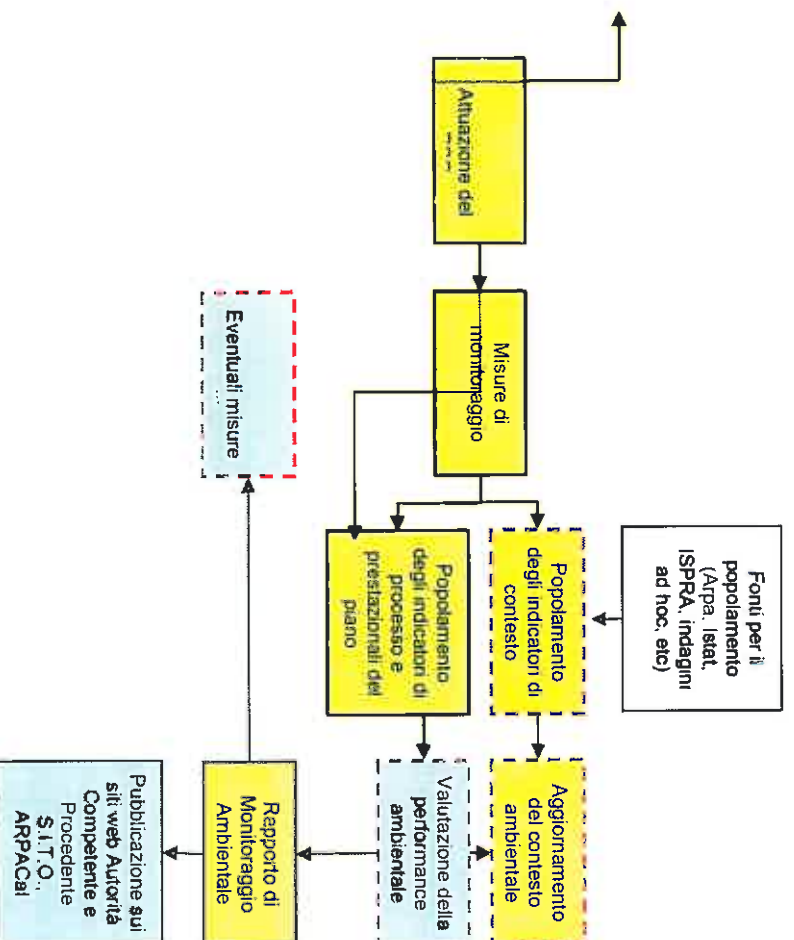 Attuazione del
Misure di
monitoraggio
Fonti per il
popolamento
(Arpa, Istat,
ISPRA, indagini
ad hoc, etc)
Popolamento
degli indicatori di
contesto
Popolamento
degli indicatori di
processo e
prestazionali del
piano
Aggiornamento
del contesto
ambientale
Valutazione della
performance
ambientale
Eventuali misure
...
Rapporto di
Monitoraggio
Ambientale
Pubblicazione sui
siti web Autorità
Competente e
Procedente
S.I.T.O.,
ARPACal